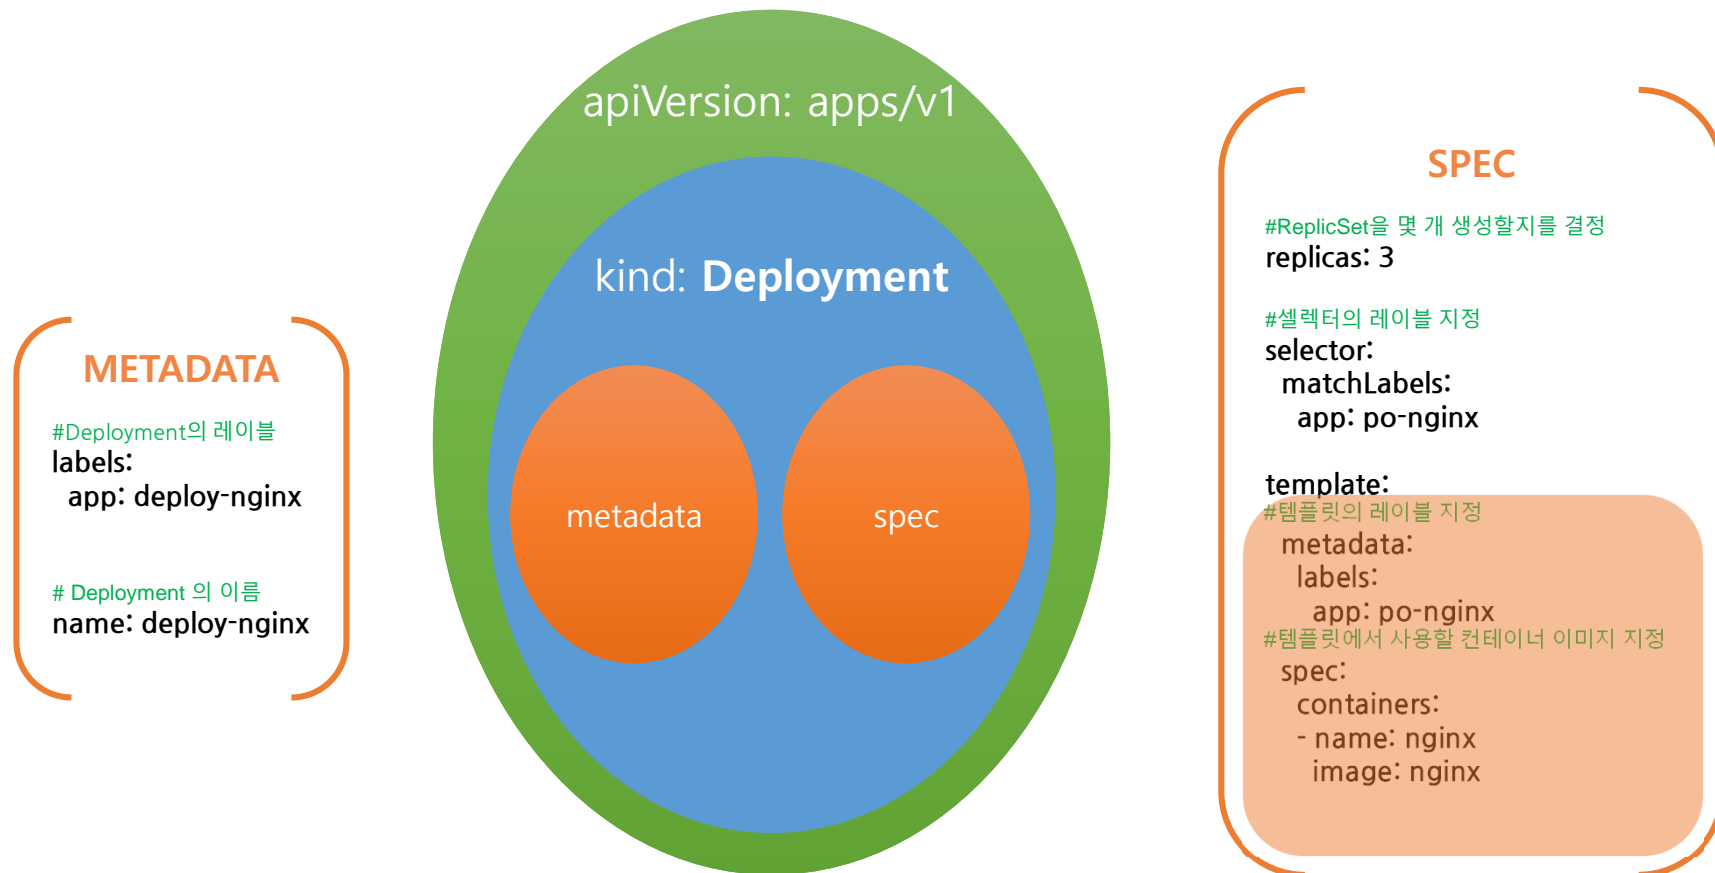 apiVersion: apps/v1
kind: Deployment
metadata
spec
METADATA
#Deployment의 레이블
labels:
app: deploy-nginx
# Deployment 의 이름
name: deploy-nginx
SPEC
#ReplicSet을 몇 개 생성할지를 결정
replicas: 3
#셀렉터의 레이블 지정
selector:
matchLabels:
app: po-nginx
template:
#템플릿의 레이블 지정
metadata:
labels:
app: po-nginx
#템플릿에서 사용할 컨테이너 이미지 지정
spec:
containers:
- name: nginx
image: nginx